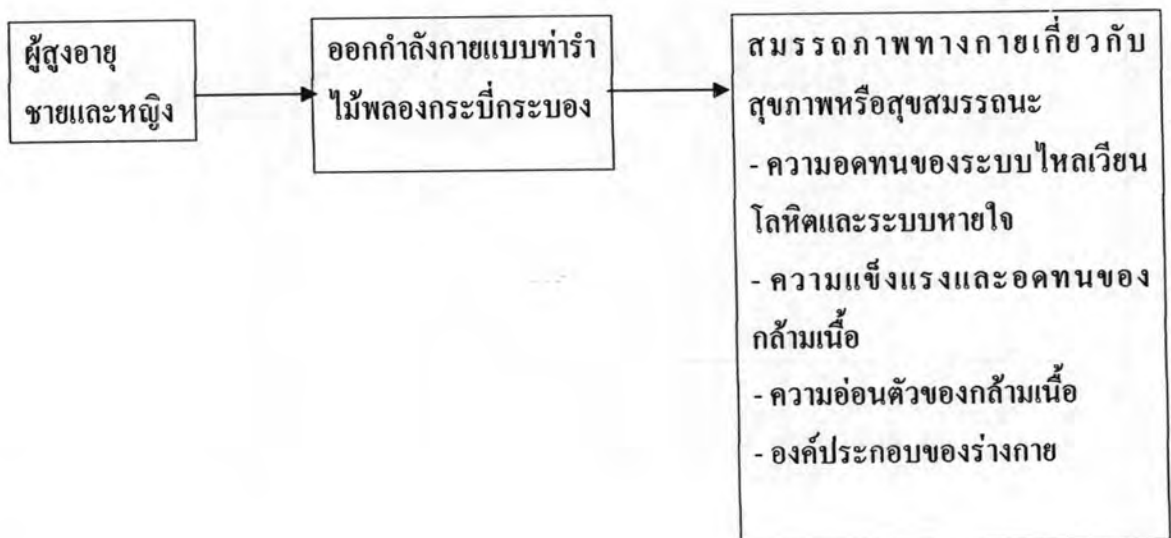 ผู้สูงอายุ
ชายและหญิง
ออกกำลังกายแบบท่ารำ
ไม้พลองกระบี่กระบอง
สมรรถภาพทางกายเกี่ยวกับ
สุขภาพหรือสุขสมรรถนะ
- ความอดทนของระบบไหลเวียน
โลหิตและระบบหายใจ
- ความแข็งแรงและอดทนของ
กล้ามเนื้อ
- ความอ่อนตัวของกล้ามเนื้อ
- องค์ประกอบของร่างกาย